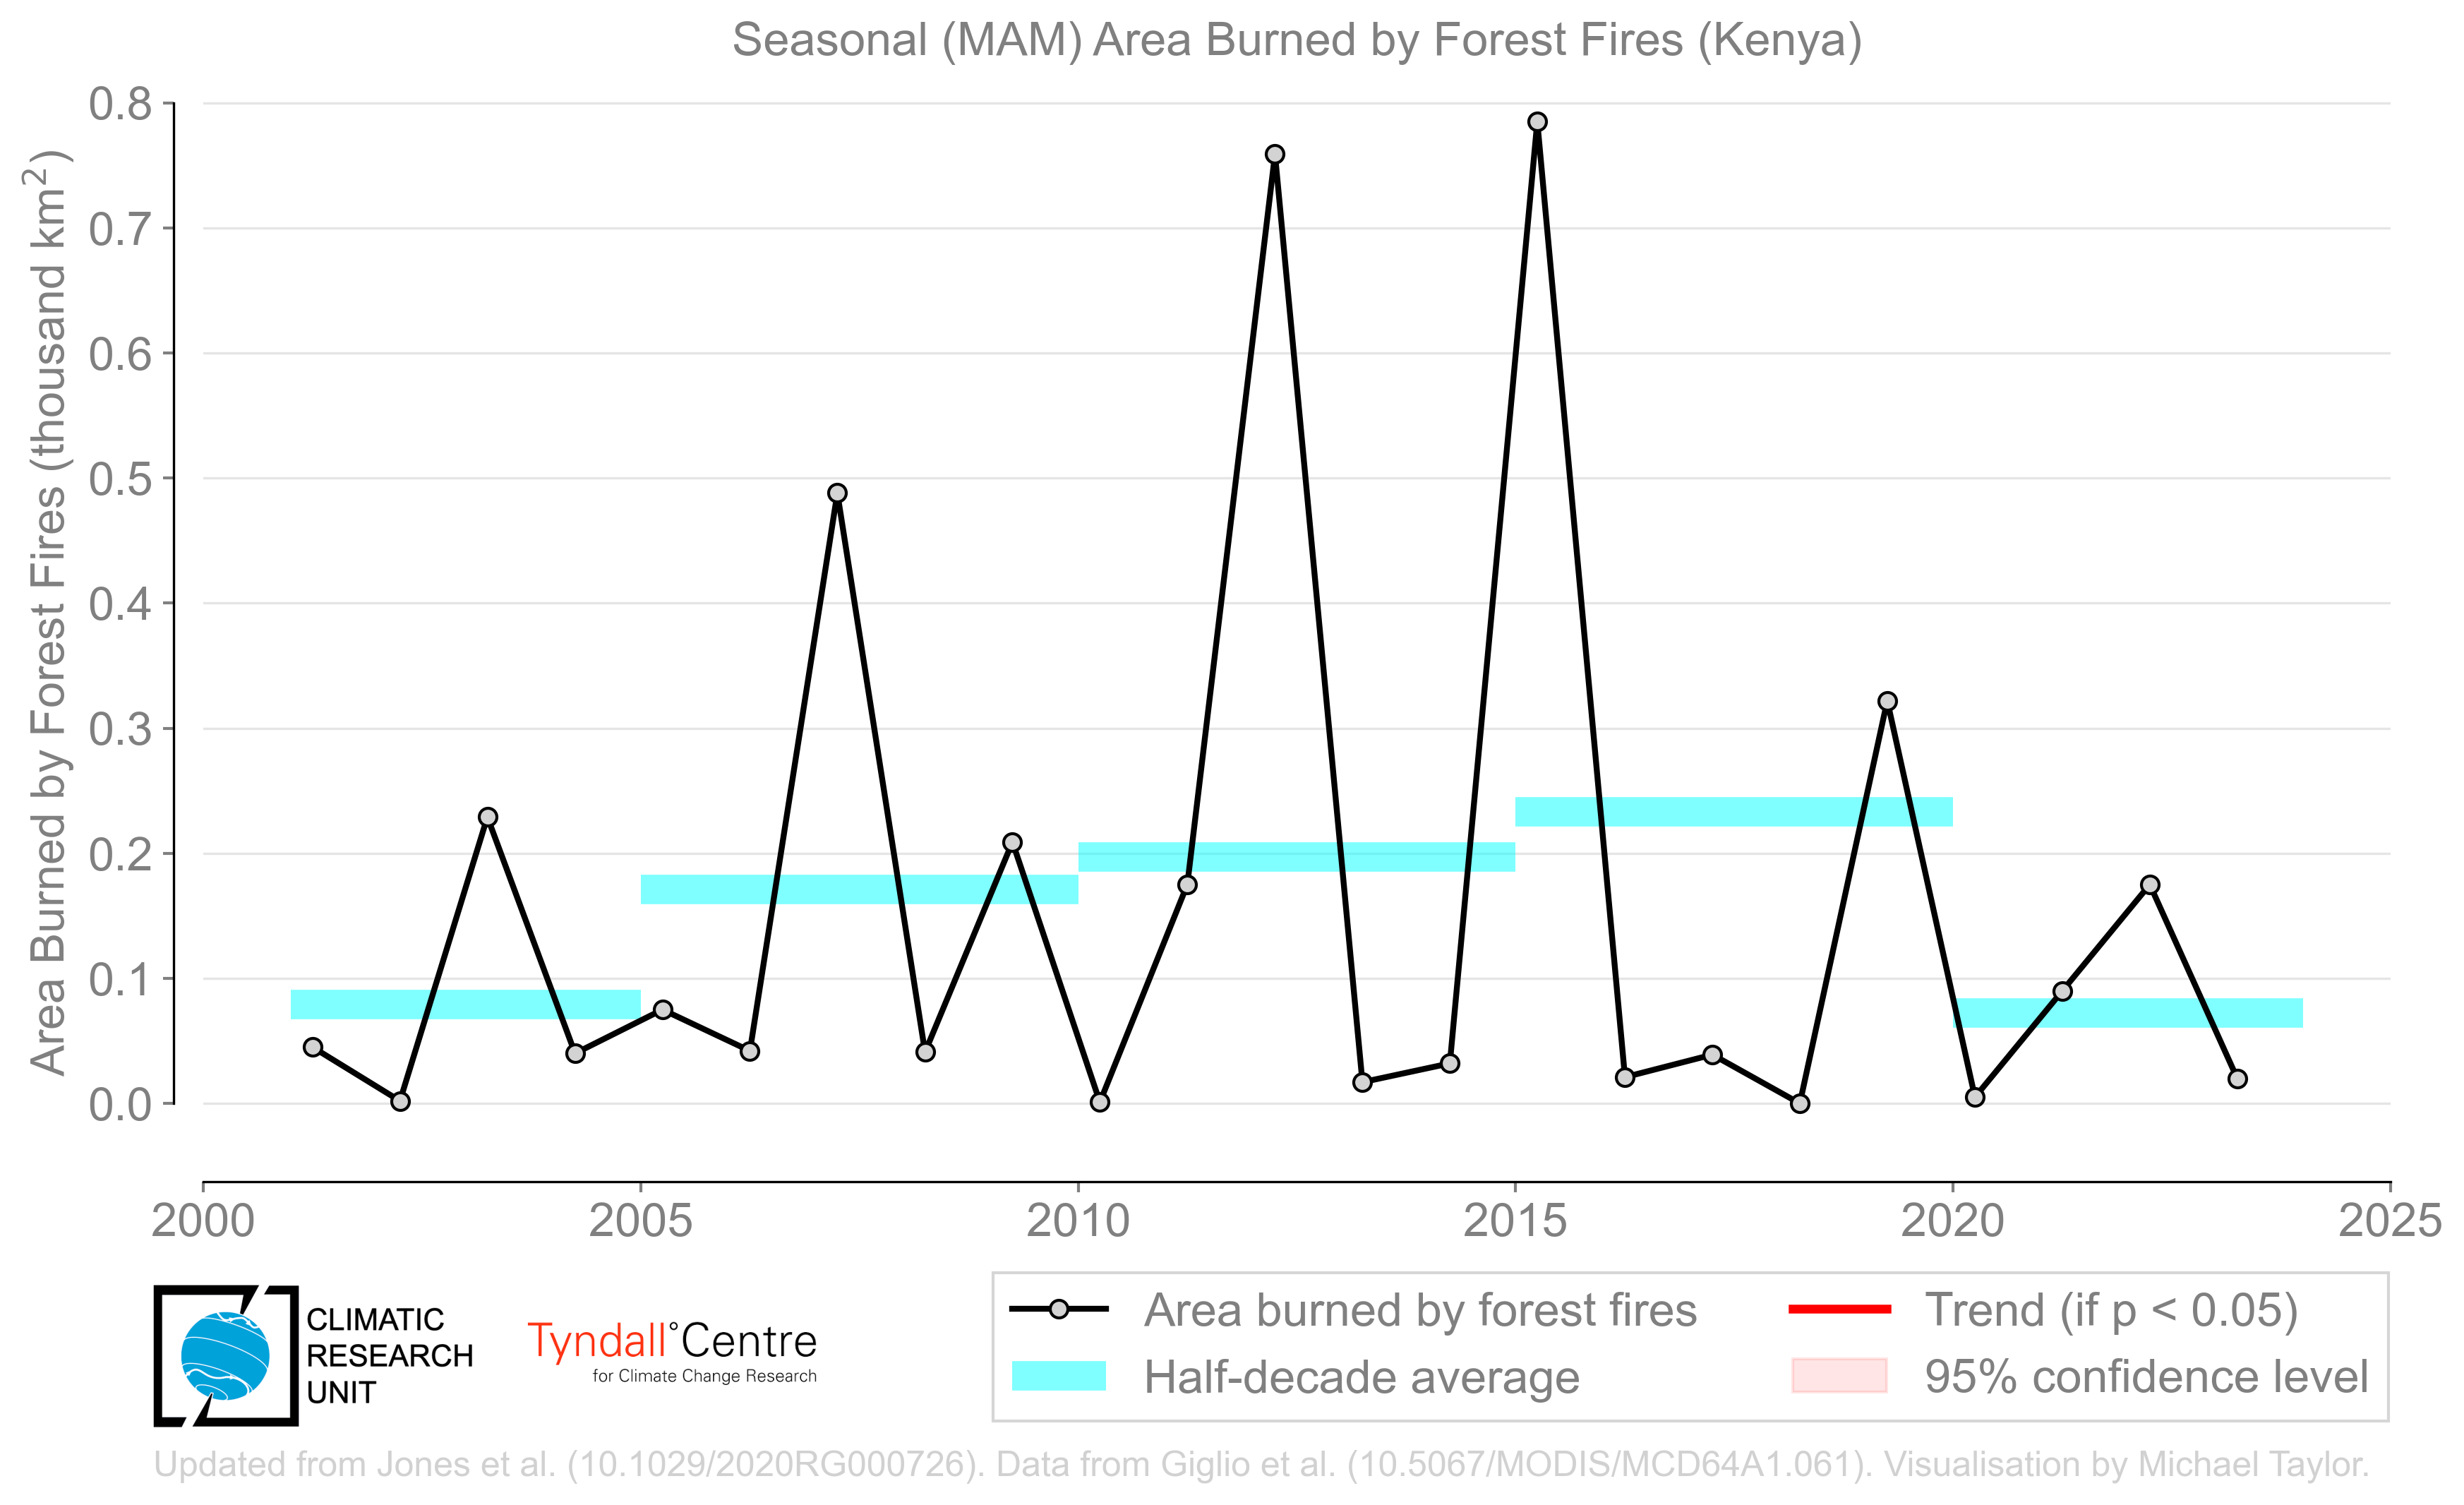 Seasonal (MAM) Area Burned by Forest Fires (Kenya)
Area Burned by Forest Fires (thousand km²)
0.8
0.7
0.6
0.5
0.4
0.3
0.2
0.1
0.0
2000 2005 2010 2015 2020 2025
CLIMATIC
RESEARCH
UNIT
Tyndall°Centre
for Climate Change Research
Area burned by forest fires
Half-decade average
Trend (if p < 0.05)
95% confidence level
Updated from Jones et al. (10.1029/2020RG000726). Data from Giglio et al. (10.5067/MODIS/MCD64A1.061). Visualisation by Michael Taylor.